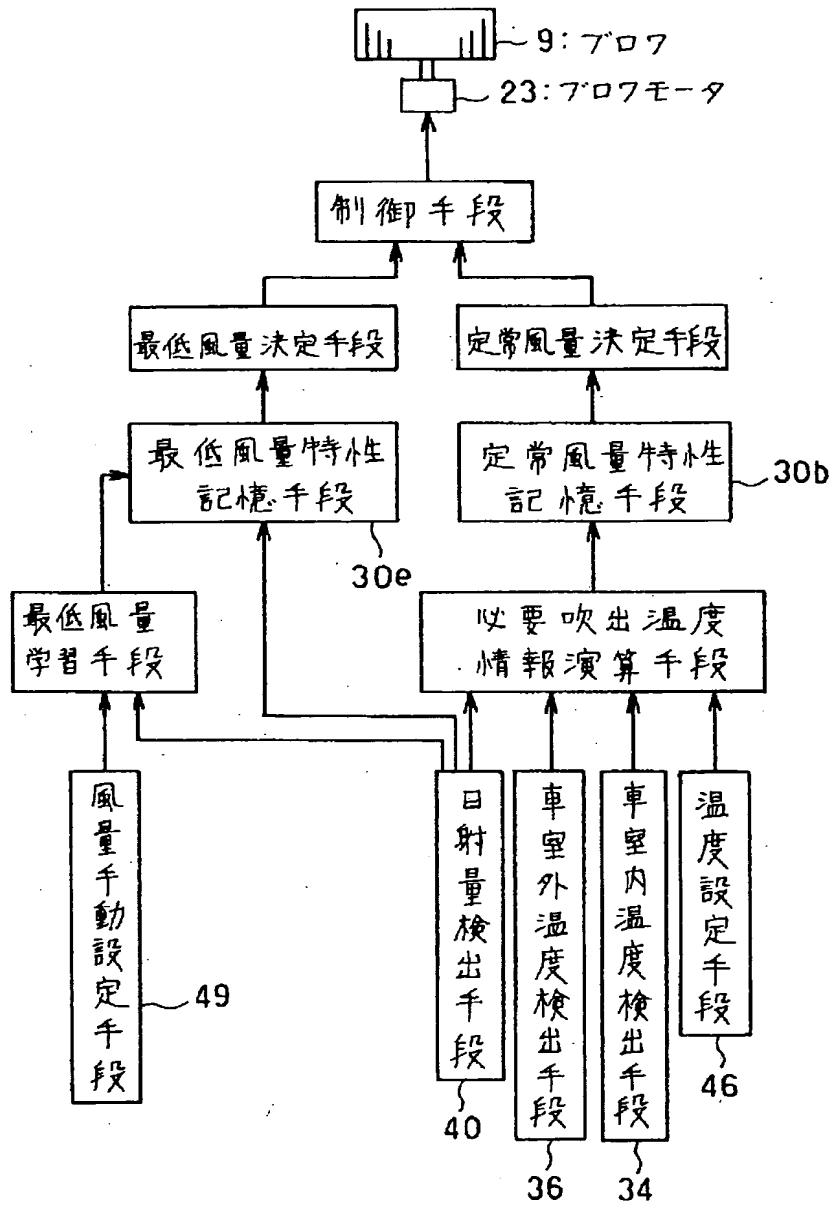 9:ブロワ
23:ブロワモータ
制御手段
最低風量決定手段
定常風量決定手段
最低風量特性
記憶手段
30e
定常風量特性
記憶手段
30b
最低風量
学習手段
必要吹出温度
情報演算手段
風量手動設定手段
49
日射量検出手段
40
車室外温度検出手段
36
車室内温度検出手段
34
温度設定手段
46